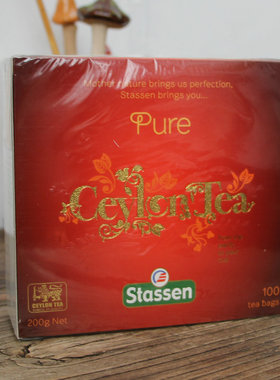 Mother nature brings us perfection,
Stassen brings you...
Pure
Ceylon Tea
CEYLON TEA
Stassen
100
tea bags
200g Net